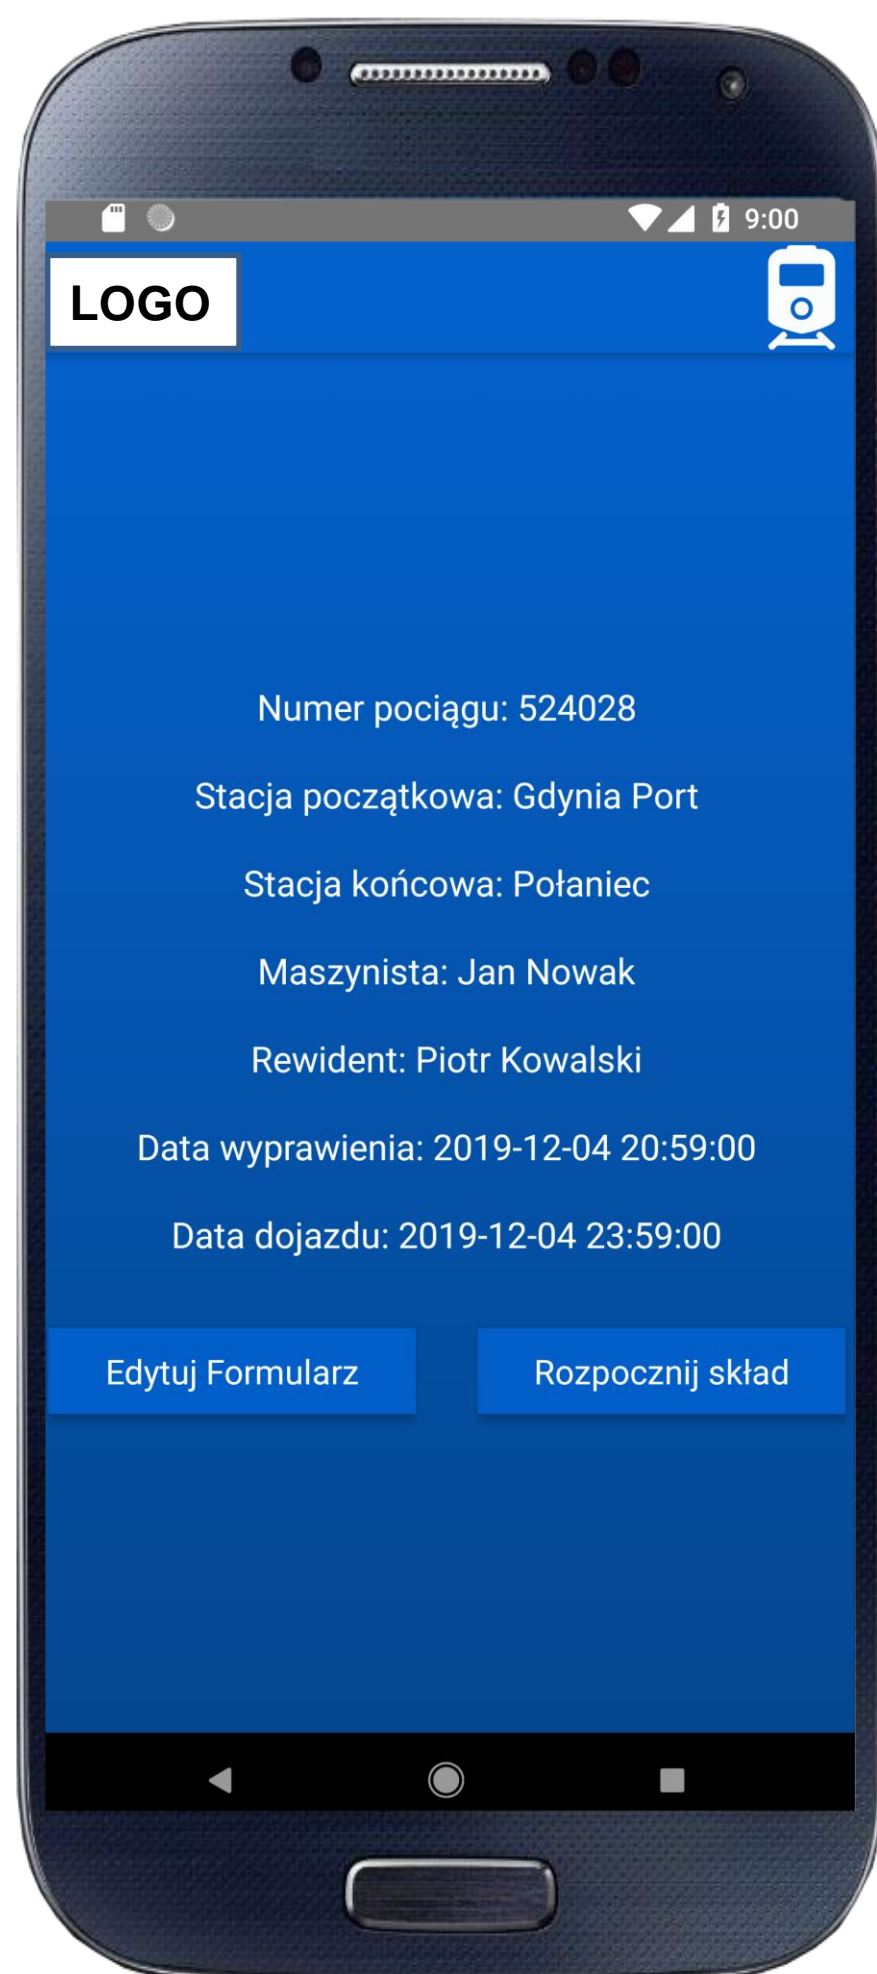 9:00
LOGO
Numer pociągu: 524028
Stacja początkowa: Gdynia Port
Stacja końcowa: Połaniec
Maszynista: Jan Nowak
Rewident: Piotr Kowalski
Data wyprawienia: 2019-12-04 20:59:00
Data dojazdu: 2019-12-04 23:59:00
Edytuj Formularz
Rozpocznij skład